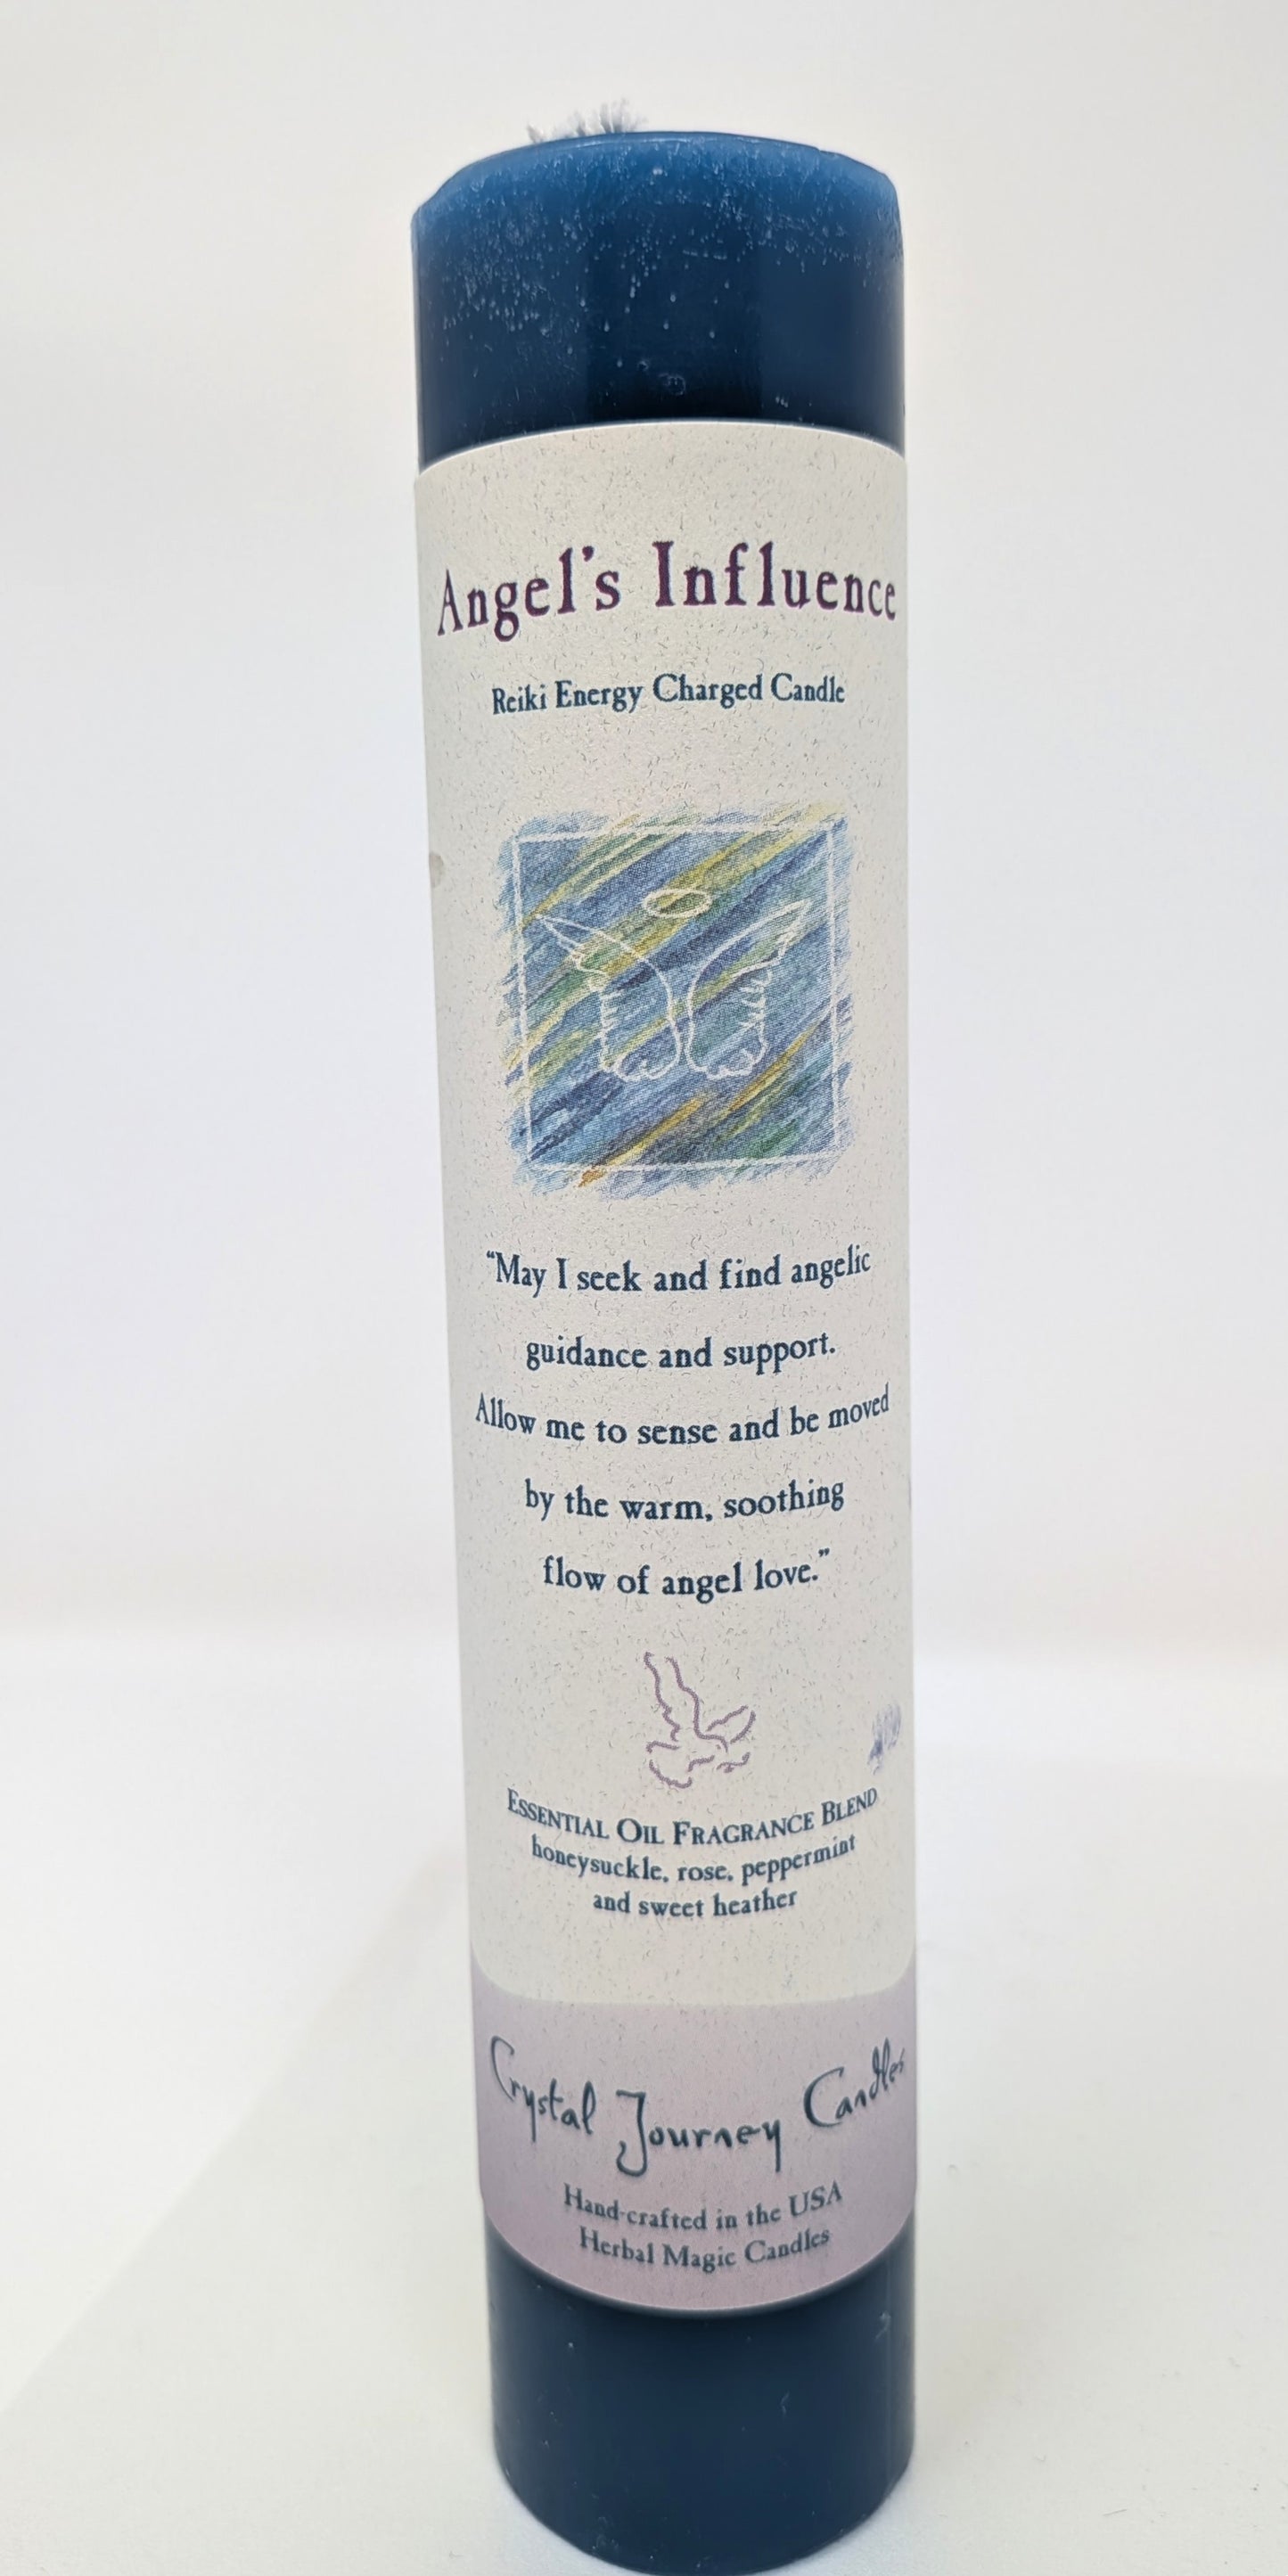 Angel's Influence
Reiki Energy Charged Candle
“May I seek and find angelic
guidance and support.
Allow me to sense and be moved
by the warm, soothing
flow of angel love.”
Essential Oil Fragrance Blend
honeysuckle, rose, peppermint
and sweet heather
Crystal Journey Candles
Hand-crafted in the USA
Herbal Magic Candles